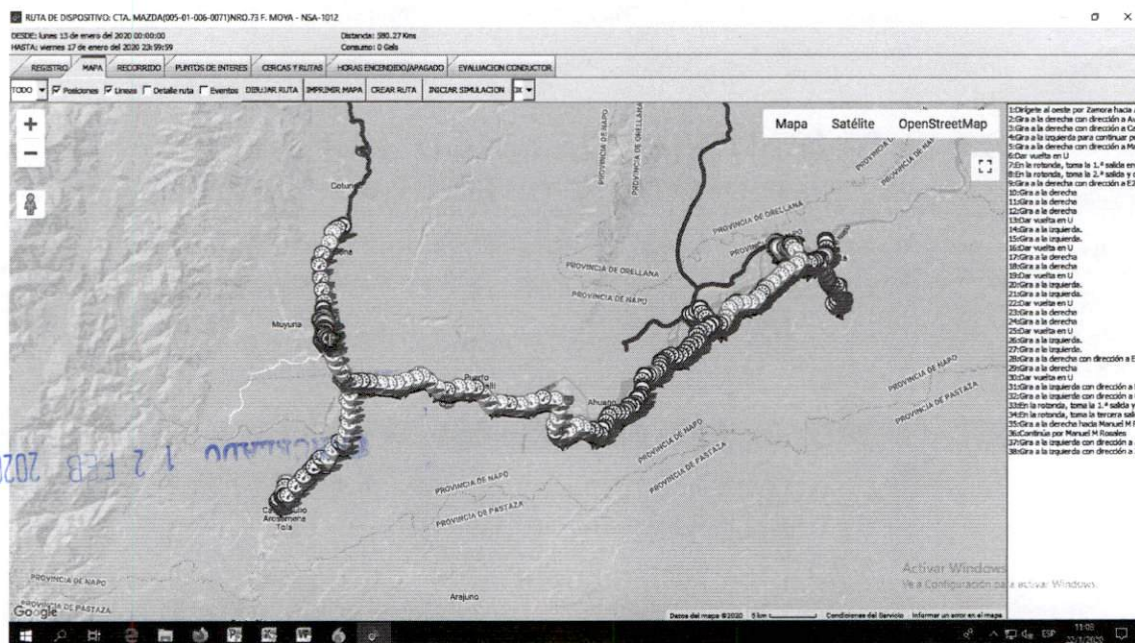 RUTA DE DISPOSITIVO: CTA. MAZDA(005-01-006-0071)NRO.73 F. MOYA - NSA-1012
DESDE: lunes 13 de enero del 2020 00:00:00
Distancia: 590.27 Kms
HASTA: viernes 17 de enero del 2020 23:59:59
Consumo: 0 Gals
REGISTRO MAPA RECORRIDO PUNTOS DE INTERES CERCAS Y RUTAS HORAS ENCENDIDO/APAGADO EVALUACION CONDUCTOR
TODO Posiciones Lineas Detalle ruta Eventos DIBUJAR RUTA IMPRIMIR MAPA CREAR RUTA INICIAR SIMULACION
Mapa Satélite OpenStreetMap
PROVINCIA DE NAPO
PROVINCIA DE ORELLANA
PROVINCIA DE ORELLANA
PROVINCIA DE NAPO
PROVINCIA DE ORELLANA
PROVINCIA DE NAPO
Muyuna
Puerto
Ahuano
PROVINCIA DE NAPO
PROVINCIA DE PASTAZA
PROVINCIA DE NAPO
PROVINCIA DE PASTAZA
PROVINCIA DE NAPO
PROVINCIA DE PASTAZA
Arosemena
Tola
12 FEB 202
PROVINCIA DE NAPO
PROVINCIA DE PASTAZA
Arajuno
Google
Datos del mapa ©2020 5 km Condiciones del Servicio Informar un error en el mapa
Activar Windows
Ve a Configuración para activar Windows.
1:Dirígete al oeste por Zamora hacia
2:Gira a la derecha con dirección a
3:Gira a la derecha con dirección a
4:Gira a la izquierda para continuar
5:Gira a la derecha con dirección a
6:Dar vuelta en U
7:En la rotonda, toma la 1.ª salida en
8:En la rotonda, toma la 2.ª salida y
9:Gira a la derecha con dirección a E2
10:Gira a la derecha
11:Gira a la derecha
12:Gira a la derecha
13:Dar vuelta en U
14:Gira a la izquierda.
15:Gira a la izquierda.
16:Dar vuelta en U
17:Gira a la derecha
18:Gira a la derecha
19:Dar vuelta en U
20:Gira a la izquierda.
21:Gira a la izquierda.
22:Dar vuelta en U
23:Gira a la derecha
24:Gira a la derecha
25:Dar vuelta en U
26:Gira a la izquierda.
27:Gira a la izquierda.
28:Gira a la derecha con dirección a E
29:Gira a la derecha
30:Dar vuelta en U
31:Gira a la izquierda con dirección a
32:Gira a la izquierda con dirección a
33:En la rotonda, toma la 1.ª salida y
34:En la rotonda, toma la tercera
35:Gira a la derecha hacia Manuel M
36:Continúa por Manuel M Rosales
37:Gira a la izquierda con dirección a
38:Gira a la izquierda con dirección a
ESP
11:03